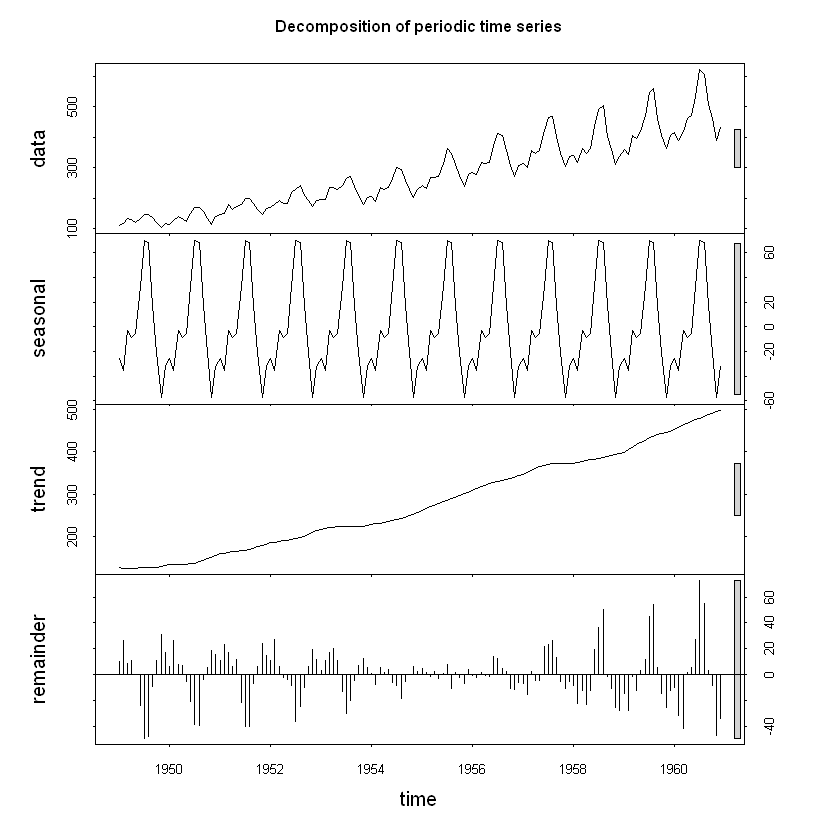 Decomposition of periodic time series
data
100
300
500
seasonal
-60
-20
0
20
60
trend
200
300
400
500
remainder
-40
0
20
40
60
1950 1952 1954 1956 1958 1960
time